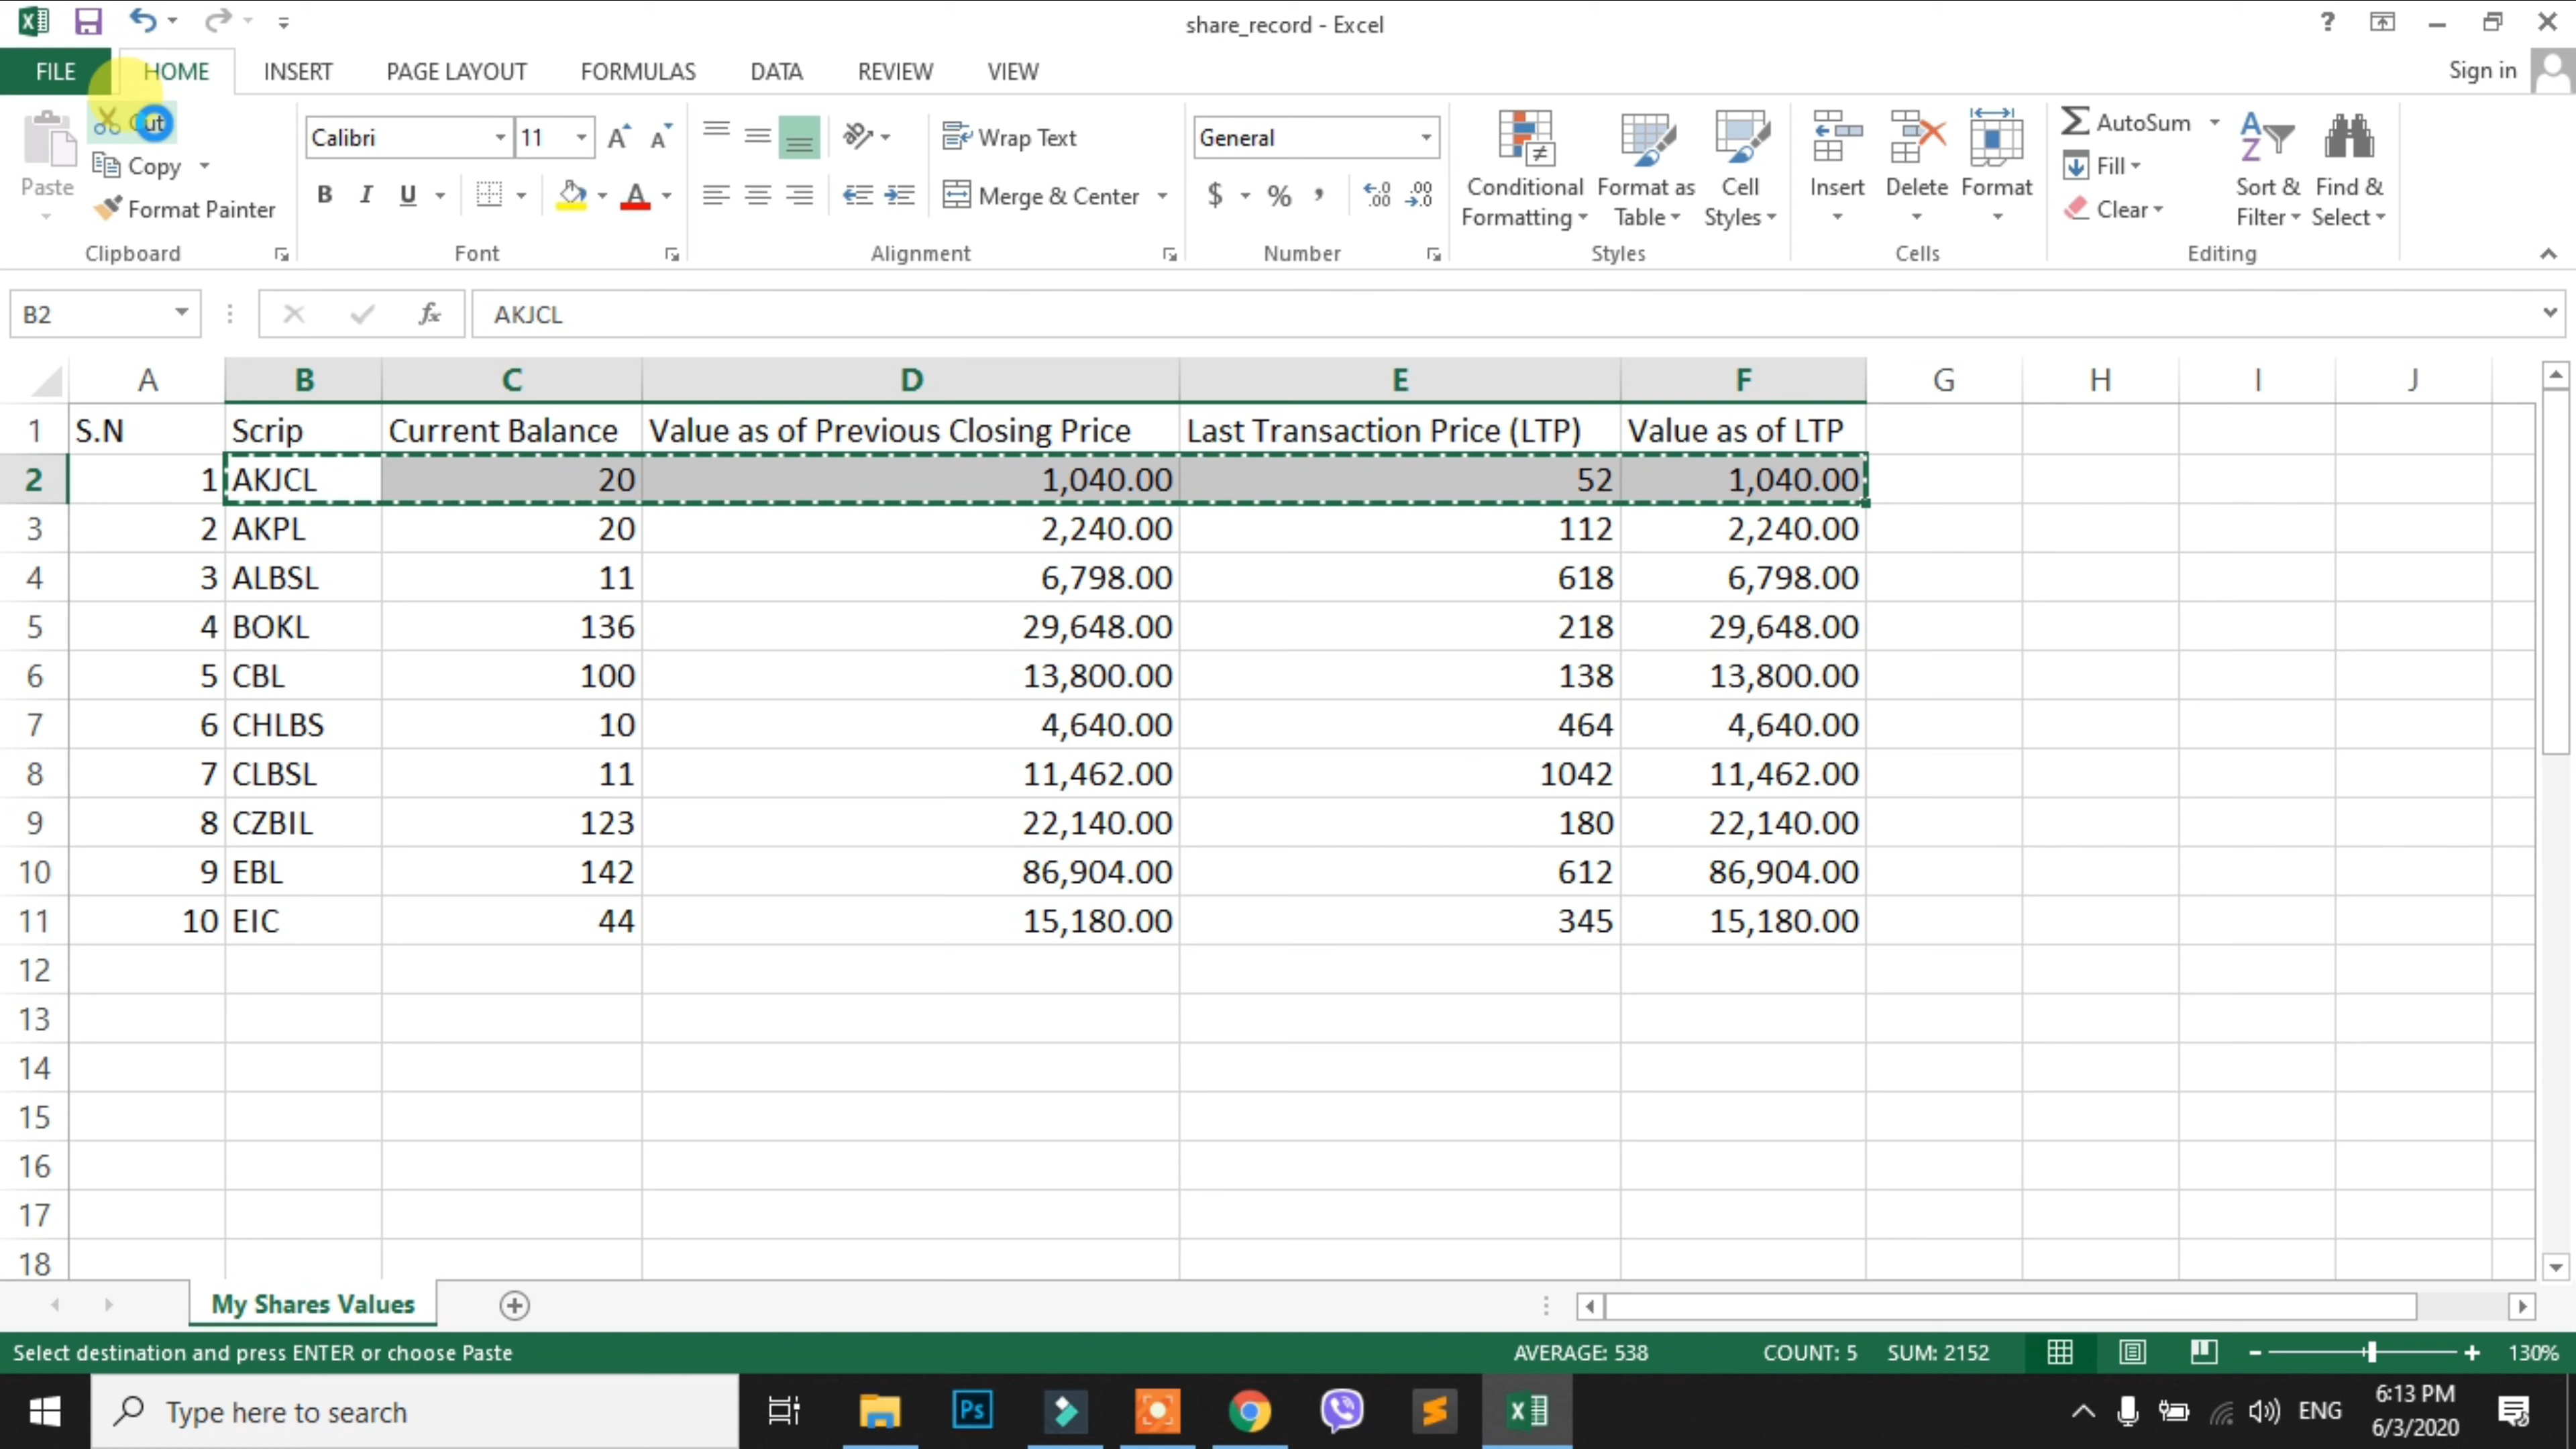 share_record - Excel
FILE HOME INSERT PAGE LAYOUT FORMULAS DATA REVIEW VIEW Sign in
Paste
Cut
Copy
Format Painter
Clipboard
Calibri 11
B I U A
Font
Wrap Text
Merge & Center
Alignment
General
$ % ,
Number
Conditional Formatting
Format as Table
Cell Styles
Styles
Insert Delete Format
Cells
AutoSum
Fill
Clear
Sort & Filter
Find & Select
Editing
B2 fx AKJCL
A B C D E F G H I J
1 S.N Scrip Current Balance Value as of Previous Closing Price Last Transaction Price (LTP) Value as of LTP
2 1 AKJCL 20 1,040.00 52 1,040.00
3 2 AKPL 20 2,240.00 112 2,240.00
4 3 ALBSL 11 6,798.00 618 6,798.00
5 4 BOKL 136 29,648.00 218 29,648.00
6 5 CBL 100 13,800.00 138 13,800.00
7 6 CHLBS 10 4,640.00 464 4,640.00
8 7 CLBSL 11 11,462.00 1042 11,462.00
9 8 CZBIL 123 22,140.00 180 22,140.00
10 9 EBL 142 86,904.00 612 86,904.00
11 10 EIC 44 15,180.00 345 15,180.00
12
13
14
15
16
17
18
My Shares Values
Select destination and press ENTER or choose Paste AVERAGE: 538 COUNT: 5 SUM: 2152 130%
Type here to search Ps ENG 6:13 PM
6/3/2020